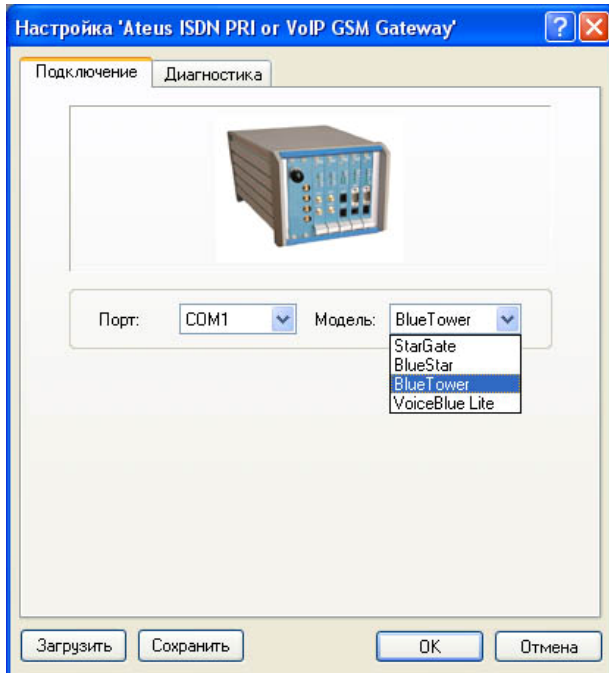 Настройка 'Ateus ISDN PRI or VoIP GSM Gateway'
Подключение Диагностика
Порт: COM1 Модель: BlueTower
StarGate
BlueStar
BlueTower
VoiceBlue Lite
Загрузить Сохранить OK Отмена